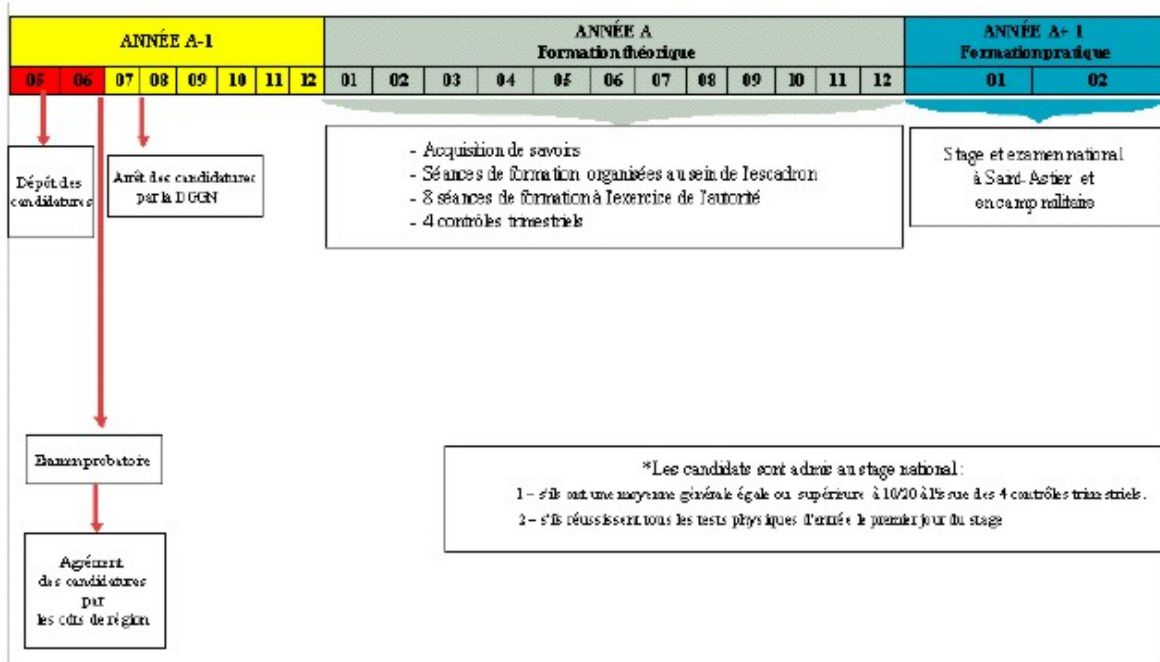 ANNÉE A-1
ANNÉE A
Formation théorique
ANNÉE A+ 1
Formation pratique
05 06 07 08 09 10 11 12 01 02 03 04 05 06 07 08 09 10 11 12 01 02
Dépôt des
candidatures
Arrêt des candidatures
par la DGGN
- Acquisition de savoirs
- Séances de formation organisées au sein de l'escadron
- 8 séances de formation à l'exercice de l'autorité
- 4 contrôles trimestriels
Stage et examen national
à Saint-Astier et
en camp militaire
Examen probatoire
Agrément
des candidatures
par
les cdts de région
*Les candidats sont admis au stage national :
1 – s'ils ont une moyenne générale égale ou supérieure à 10/20 à l'issue des 4 contrôles trimestriels.
2 – s'ils réussissent tous les tests physiques d'entrée le premier jour du stage